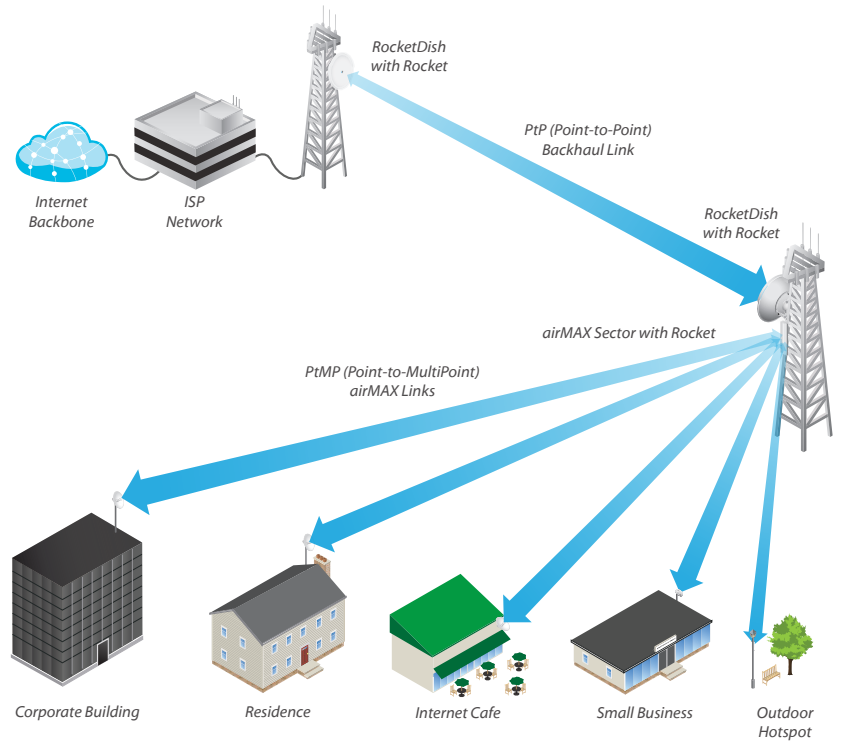 RocketDish
with Rocket
PtP (Point-to-Point)
Backhaul Link
Internet
Backbone
ISP
Network
RocketDish
with Rocket
airMAX Sector with Rocket
PtMP (Point-to-MultiPoint)
airMAX Links
Corporate Building
Residence
Internet Cafe
Small Business
Outdoor
Hotspot